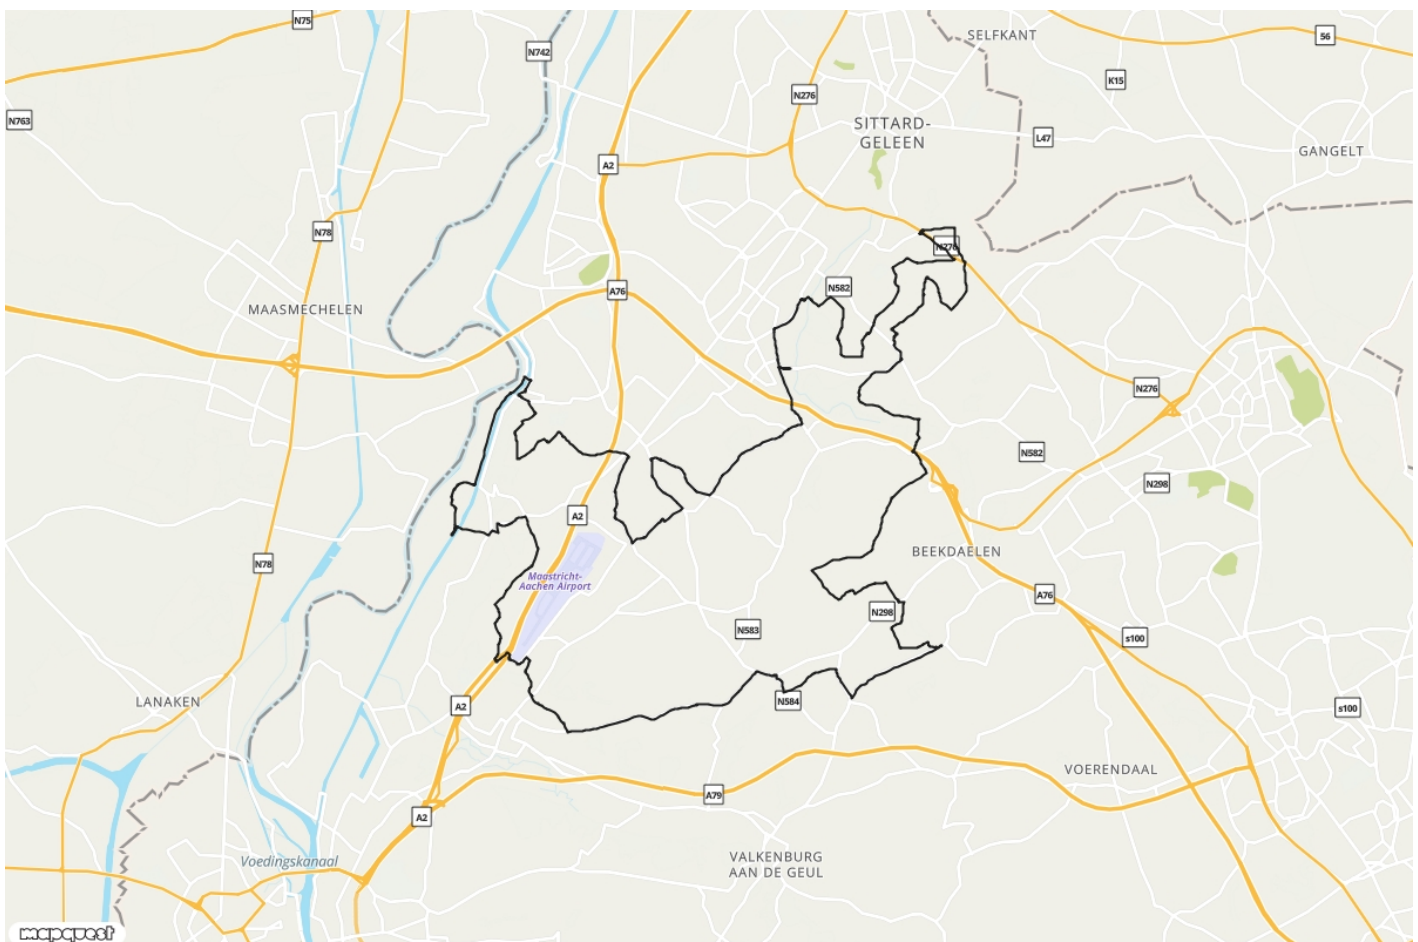 N75
SELFKANT
56
N742
K15
N276
N763
SITTARD-
GELEEN
L47
GANGELT
A2
N78
N276
N582
A76
MAASMECHELEN
N276
N582
N298
A2
BEEKDAELEN
N78
Maastricht-
Aachen Airport
A76
N298
N583
s100
LANAKEN
N584
A2
s100
VOERENDAAL
A79
A2
VALKENBURG
AAN DE GEUL
Voedingskanaal
mapquest